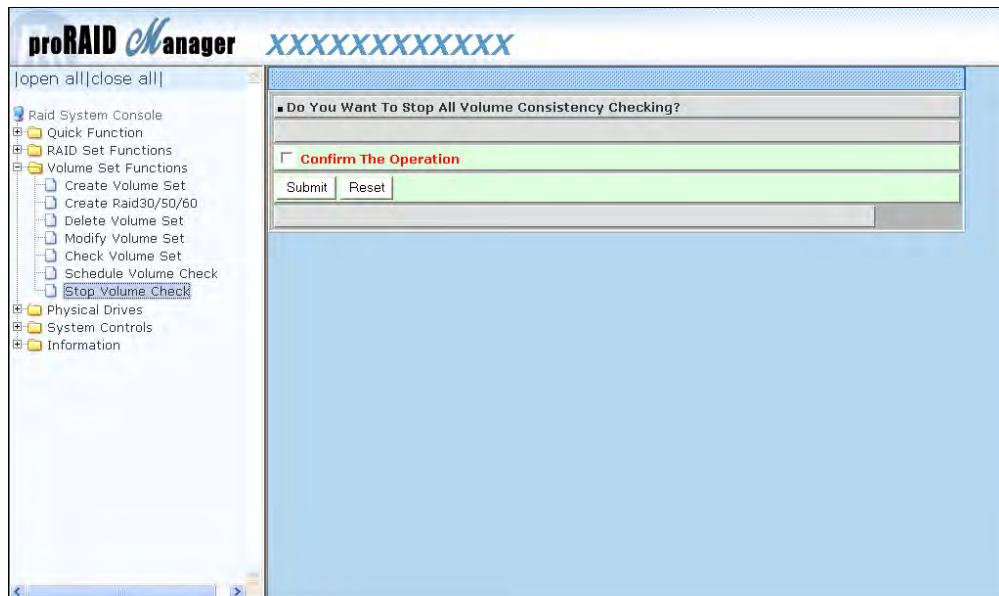 proRAID Manager XXXXXXXXXXXX
|open all|close all|
Raid System Console
Quick Function
RAID Set Functions
Volume Set Functions
Create Volume Set
Create Raid30/50/60
Delete Volume Set
Modify Volume Set
Check Volume Set
Schedule Volume Check
Stop Volume Check
Physical Drives
System Controls
Information
Do You Want To Stop All Volume Consistency Checking?
Confirm The Operation
Submit Reset